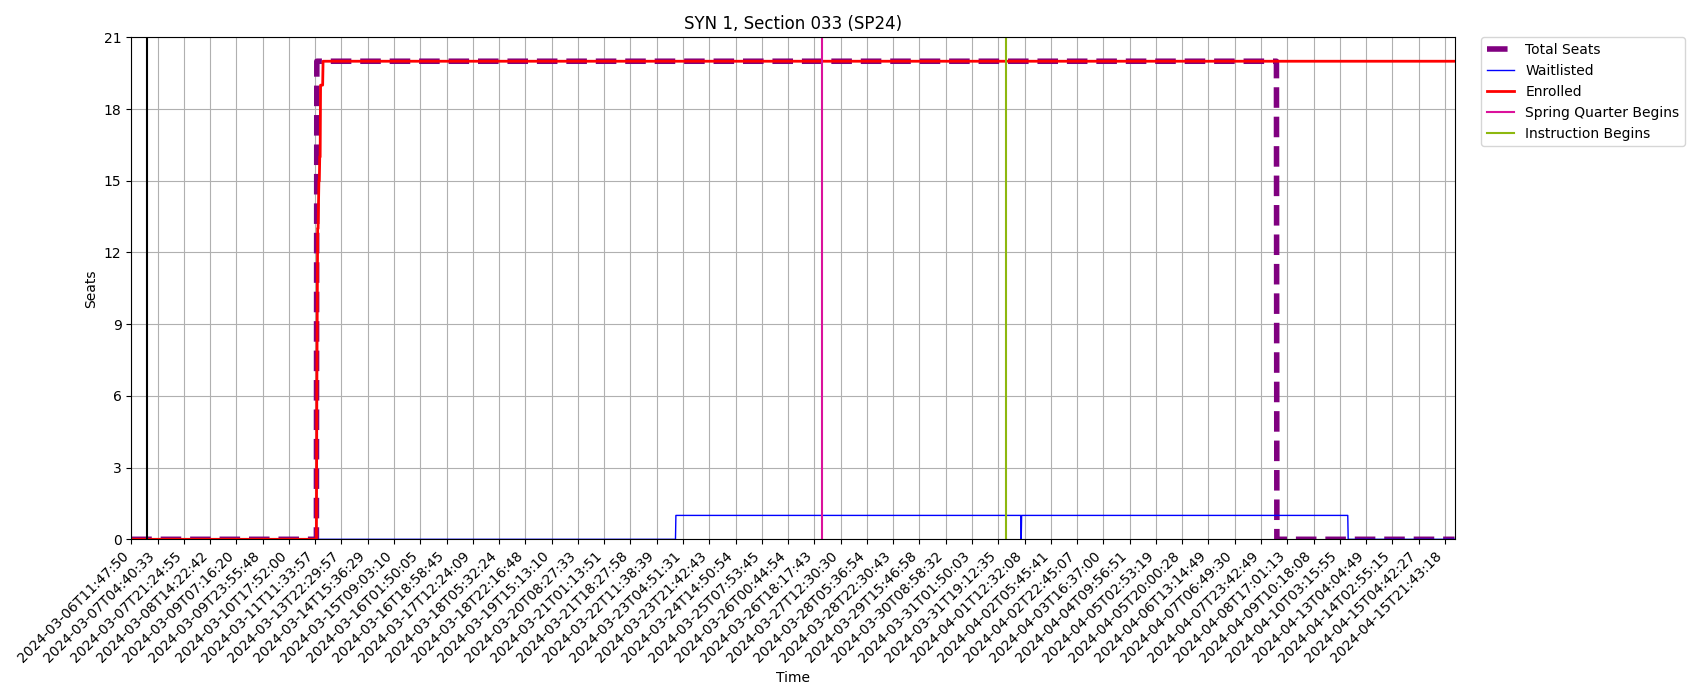 SYN 1, Section 033 (SP24)
21
18
15
12
9
6
3
0
Seats
Total Seats
Waitlisted
Enrolled
Spring Quarter Begins
Instruction Begins
2024-03-06T11:47:50
2024-03-07T04:40:33
2024-03-07T21:24:55
2024-03-08T14:22:42
2024-03-09T07:16:20
2024-03-09T23:55:48
2024-03-10T17:52:00
2024-03-11T11:33:57
2024-03-13T22:29:57
2024-03-14T15:36:29
2024-03-15T09:03:10
2024-03-16T01:50:05
2024-03-16T18:58:45
2024-03-17T12:24:09
2024-03-18T05:32:24
2024-03-18T22:16:48
2024-03-19T15:13:10
2024-03-20T08:27:33
2024-03-21T01:13:51
2024-03-21T18:27:58
2024-03-22T11:38:39
2024-03-23T04:51:31
2024-03-23T21:42:43
2024-03-24T14:50:54
2024-03-25T07:53:45
2024-03-26T00:44:54
2024-03-26T18:17:43
2024-03-27T12:30:30
2024-03-28T05:36:54
2024-03-28T22:30:43
2024-03-29T15:46:58
2024-03-30T08:58:32
2024-03-31T01:50:03
2024-03-31T19:12:35
2024-04-01T12:32:08
2024-04-02T05:45:41
2024-04-02T22:45:07
2024-04-03T16:37:00
2024-04-04T09:56:51
2024-04-05T02:53:19
2024-04-05T20:00:28
2024-04-06T13:14:49
2024-04-07T06:49:30
2024-04-07T23:42:49
2024-04-08T17:01:13
2024-04-09T10:18:08
2024-04-10T03:15:55
2024-04-13T04:04:49
2024-04-14T02:55:15
2024-04-15T04:42:27
2024-04-15T21:43:18
Time